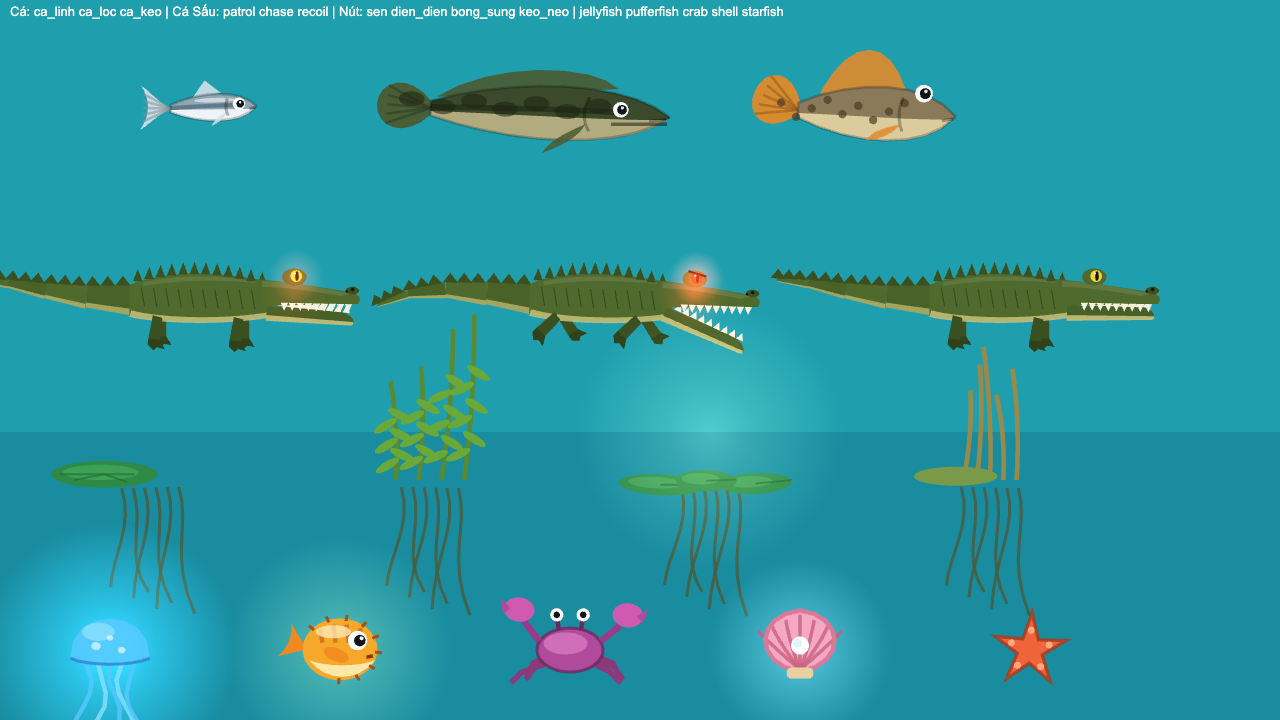 Cá: ca_linh ca_loc ca_keo | Cá Sấu: patrol chase recoil | Nút: sen dien_dien bong_sung keo_neo | jellyfish pufferfish crab shell starfish